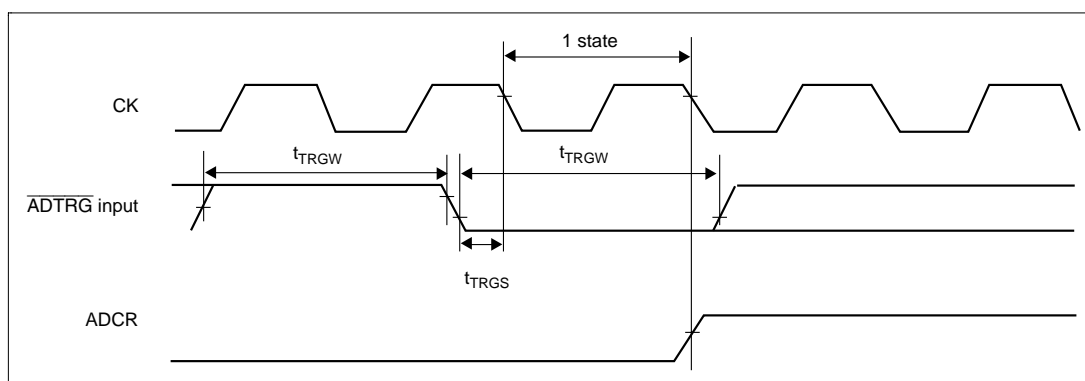 1 state
CK
tTRGW
tTRGW
ADTRG input
tTRGS
ADCR